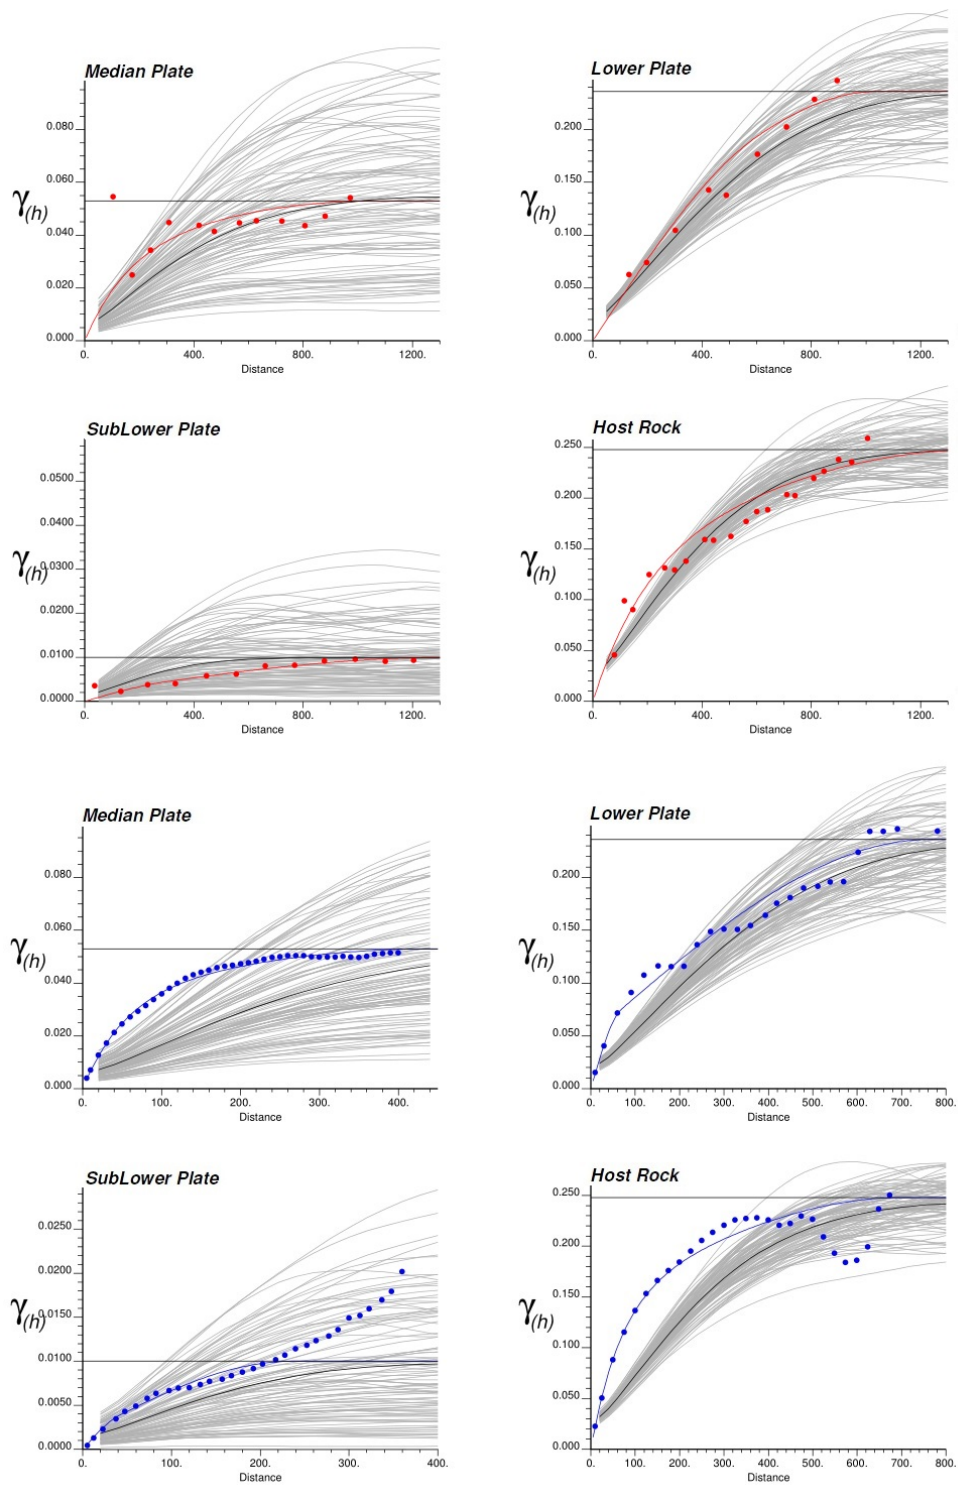 Median Plate
0.080
0.060
0.040
0.020
0.000
γ(h)
0. 400. 800. 1200.
Distance
Lower Plate
0.200
0.150
0.100
0.050
0.000
γ(h)
0. 400. 800. 1200.
Distance
SubLower Plate
0.0500
0.0400
0.0300
0.0200
0.0100
0.0000
γ(h)
0. 400. 800. 1200.
Distance
Host Rock
0.250
0.200
0.150
0.100
0.050
0.000
γ(h)
0. 400. 800. 1200.
Distance
Median Plate
0.080
0.060
0.040
0.020
0.000
γ(h)
0. 100. 200. 300. 400.
Distance
Lower Plate
0.200
0.150
0.100
0.050
0.000
γ(h)
0. 100. 200. 300. 400. 500. 600. 700. 800.
Distance
SubLower Plate
0.0250
0.0200
0.0150
0.0100
0.0050
0.0000
γ(h)
0. 100. 200. 300. 400.
Distance
Host Rock
0.250
0.200
0.150
0.100
0.050
0.000
γ(h)
0. 100. 200. 300. 400. 500. 600. 700. 800.
Distance